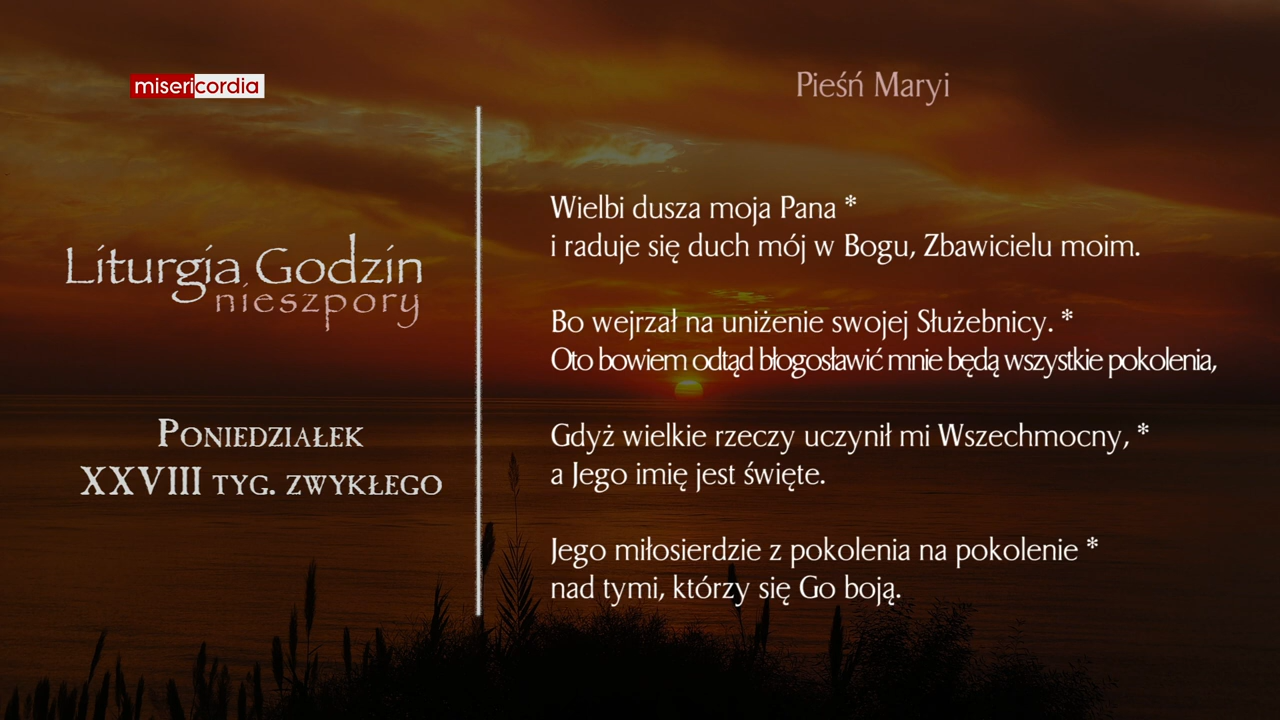 misericordia
Liturgia Godzin
nieszpory
Poniedziałek
XXVIII tyg. zwykłego
Pieśń Maryi
Wielbi dusza moja Pana *
i raduje się duch mój w Bogu, Zbawicielu moim.
Bo wejrzał na uniżenie swojej Służebnicy. *
Oto bowiem odtąd błogosławić mnie będą wszystkie pokolenia,
Gdyż wielkie rzeczy uczynił mi Wszechmocny, *
a Jego imię jest święte.
Jego miłosierdzie z pokolenia na pokolenie *
nad tymi, którzy się Go boją.